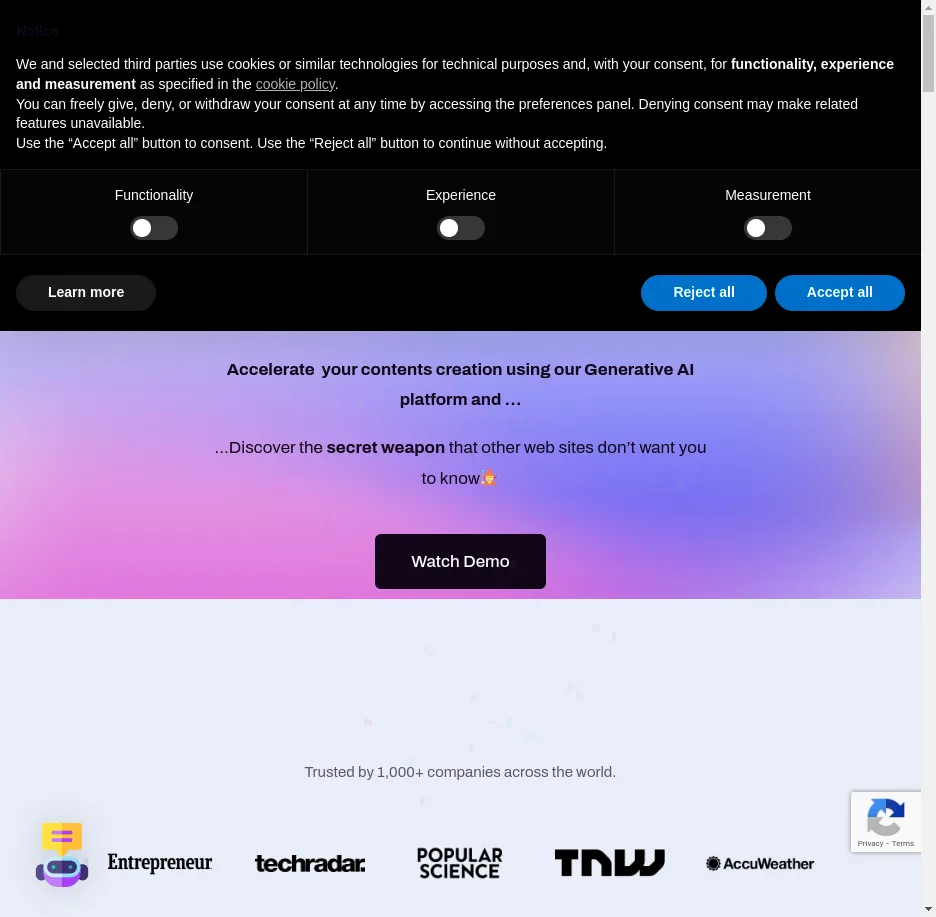 Notice
We and selected third parties use cookies or similar technologies for technical purposes and, with your consent, for functionality, experience
and measurement as specified in the cookie policy.
You can freely give, deny, or withdraw your consent at any time by accessing the preferences panel. Denying consent may make related
features unavailable.
Use the “Accept all” button to consent. Use the “Reject all” button to continue without accepting.
Functionality
Experience
Measurement
Learn more
Reject all
Accept all
Accelerate your contents creation using our Generative AI
platform and …
…Discover the secret weapon that other web sites don’t want you
to know
Watch Demo
Trusted by 1,000+ companies across the world.
Privacy - Terms
Entrepreneur
techradar.
POPULAR
SCIENCE
TNW
AccuWeather